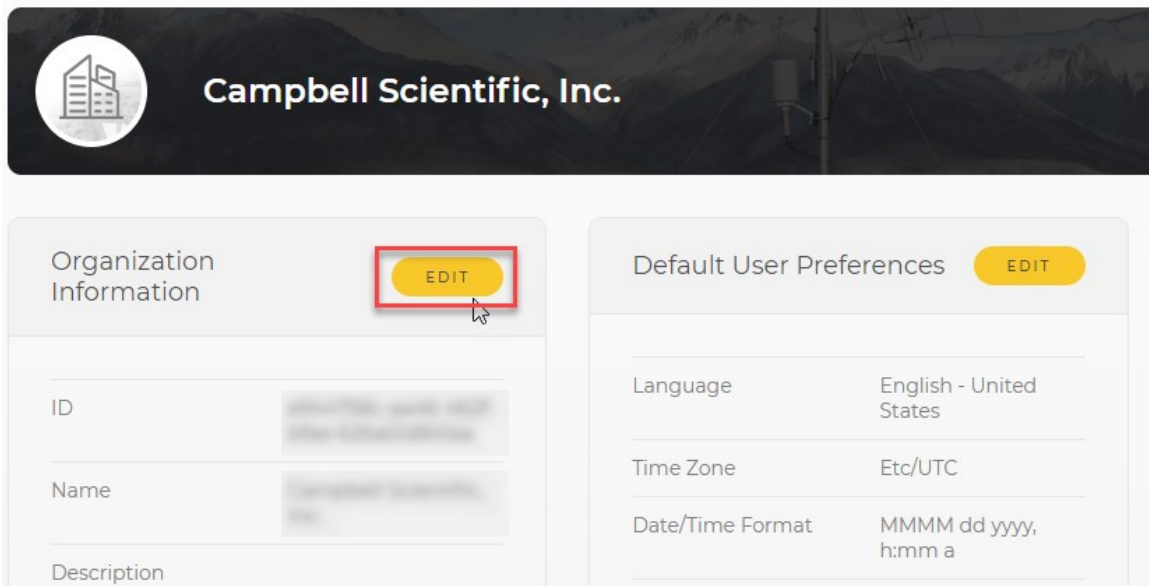 Campbell Scientific, Inc.
Organization
Information
EDIT
ID
Name
Description
Default User Preferences
EDIT
Language
English - United
States
Time Zone
Etc/UTC
Date/Time Format
MMMM dd yyyy,
h:mm a